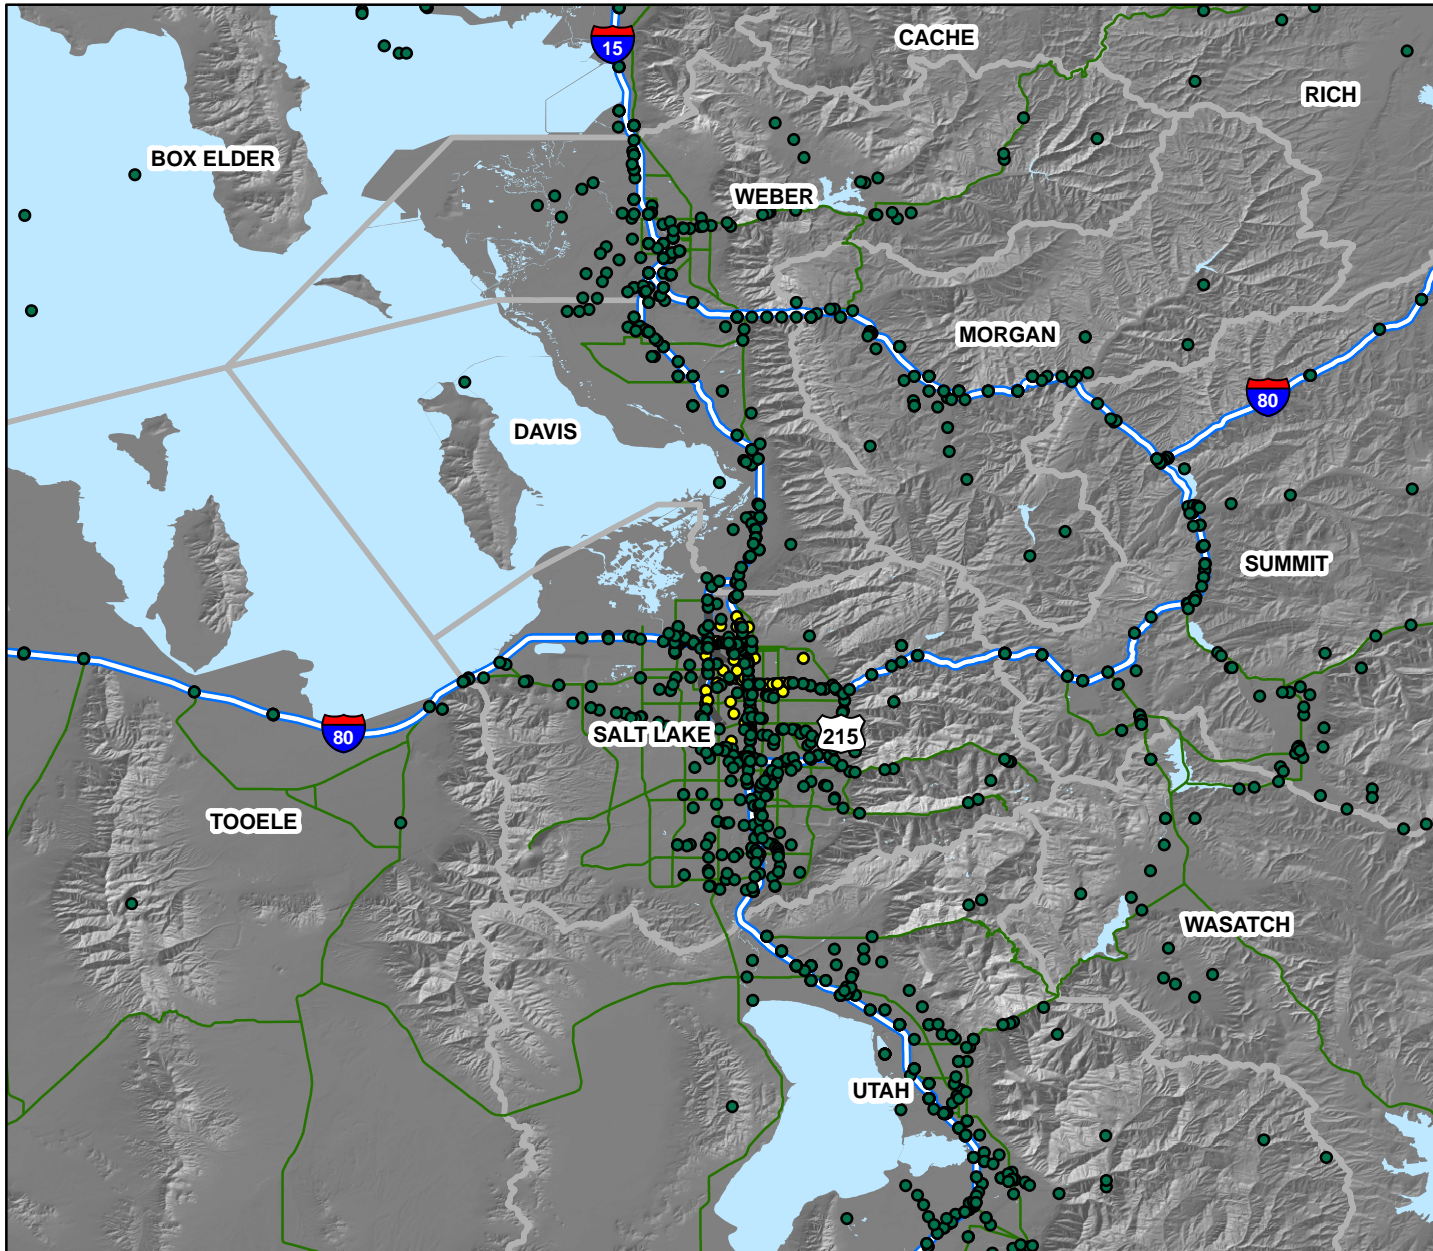 CACHE
15
RICH
BOX ELDER
WEBER
MORGAN
80
DAVIS
SUMMIT
SALT LAKE
215
80
TOOELE
WASATCH
UTAH